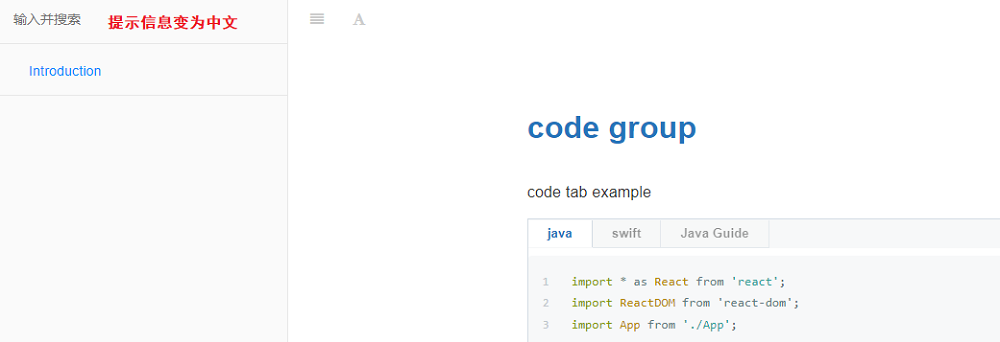 输入并搜索
提示信息变为中文
A
Introduction
code group
code tab example
java swift Java Guide
1 import * as React from 'react';
2 import ReactDOM from 'react-dom';
3 import App from './App';